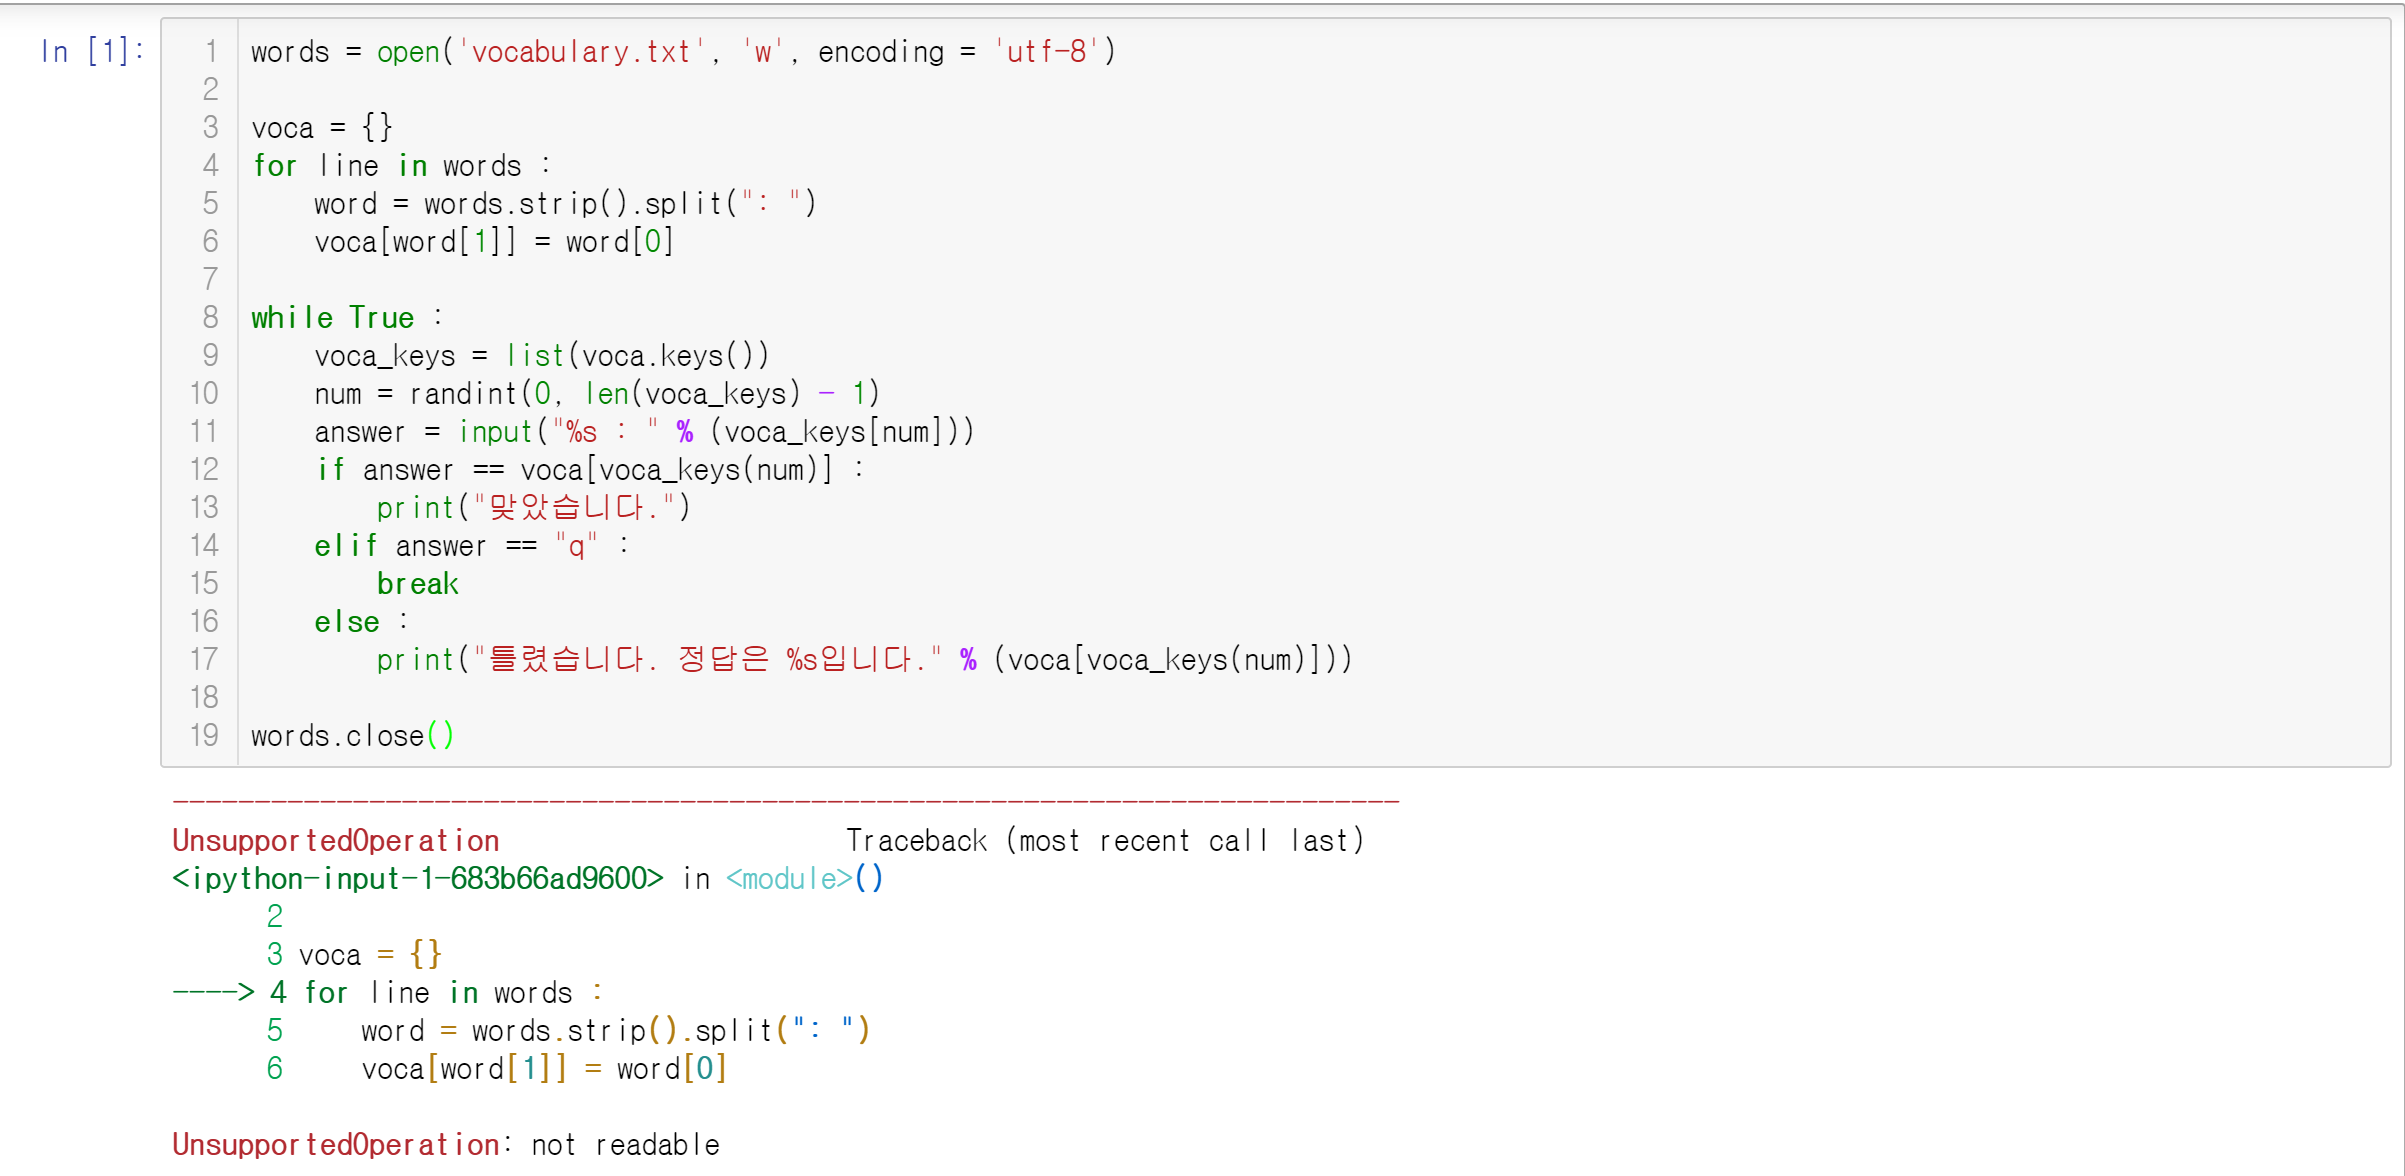 In [1]:
1 words = open('vocabulary.txt', 'w', encoding = 'utf-8')
2
3 voca = {}
4 for line in words :
5     word = words.strip().split(": ")
6     voca[word[1]] = word[0]
7
8 while True :
9     voca_keys = list(voca.keys())
10     num = randint(0, len(voca_keys) - 1)
11     answer = input("%s : " % (voca_keys[num]))
12     if answer == voca[voca_keys(num)] :
13         print("맞았습니다.")
14     elif answer == "q" :
15         break
16     else :
17         print("틀렸습니다. 정답은 %s입니다." % (voca[voca_keys(num)]))
18
19 words.close()
---------------------------------------------------------------------------
UnsupportedOperation                      Traceback (most recent call last)
<ipython-input-1-683b66ad9600> in <module>()
      2
      3 voca = {}
----> 4 for line in words :
      5     word = words.strip().split(": ")
      6     voca[word[1]] = word[0]
UnsupportedOperation: not readable